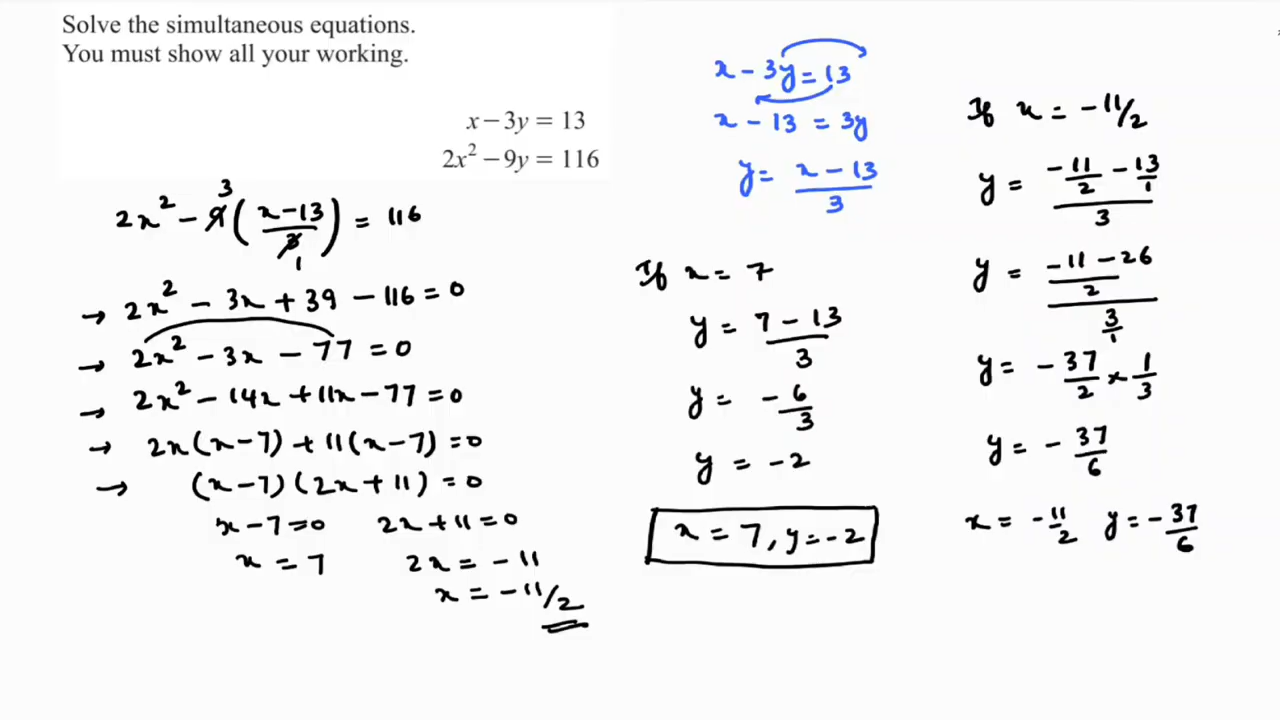 Solve the simultaneous equations.
You must show all your working.
x − 3y = 13
2x² − 9y = 116
2x² − 9(x − 13/3) = 116
3
1
→ 2x² − 3x + 39 − 116 = 0
→ 2x² − 3x − 77 = 0
→ 2x² − 14x + 11x − 77 = 0
→ 2x(x − 7) + 11(x − 7) = 0
→ (x − 7)(2x + 11) = 0
x − 7 = 0 2x + 11 = 0
x = 7 2x = −11
x = −11/2
x − 3y = 13
x − 13 = 3y
y = x − 13/3
If x = 7
y = 7 − 13/3
y = −6/3
y = −2
x = 7, y = −2
If x = −11/2
y = −11/2 − 13/1
3
y = −11 − 26/2
3/1
y = −37/2 × 1/3
y = −37/6
x = −11/2 y = −37/6